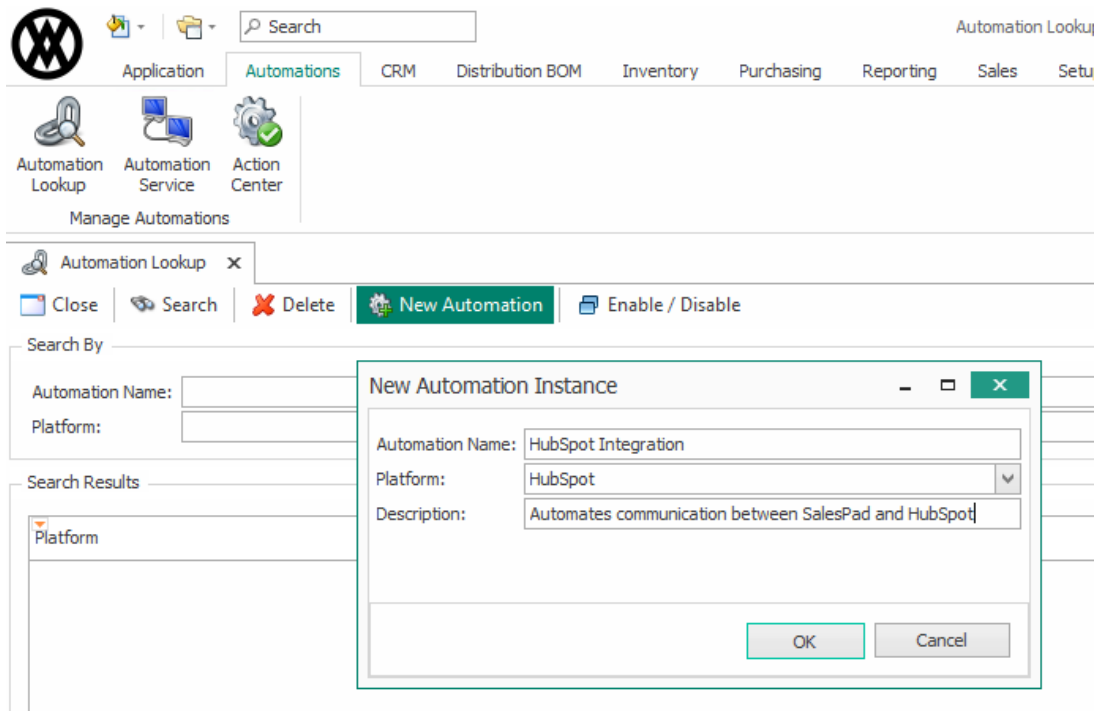 Search
Automation Lookup
Application Automations CRM Distribution BOM Inventory Purchasing Reporting Sales Setu
Automation Lookup
Automation Service
Action Center
Manage Automations
Automation Lookup
Close Search Delete New Automation Enable / Disable
Search By
Automation Name:
Platform:
Search Results
Platform
New Automation Instance
Automation Name: HubSpot Integration
Platform: HubSpot
Description: Automates communication between SalesPad and HubSpot
OK Cancel